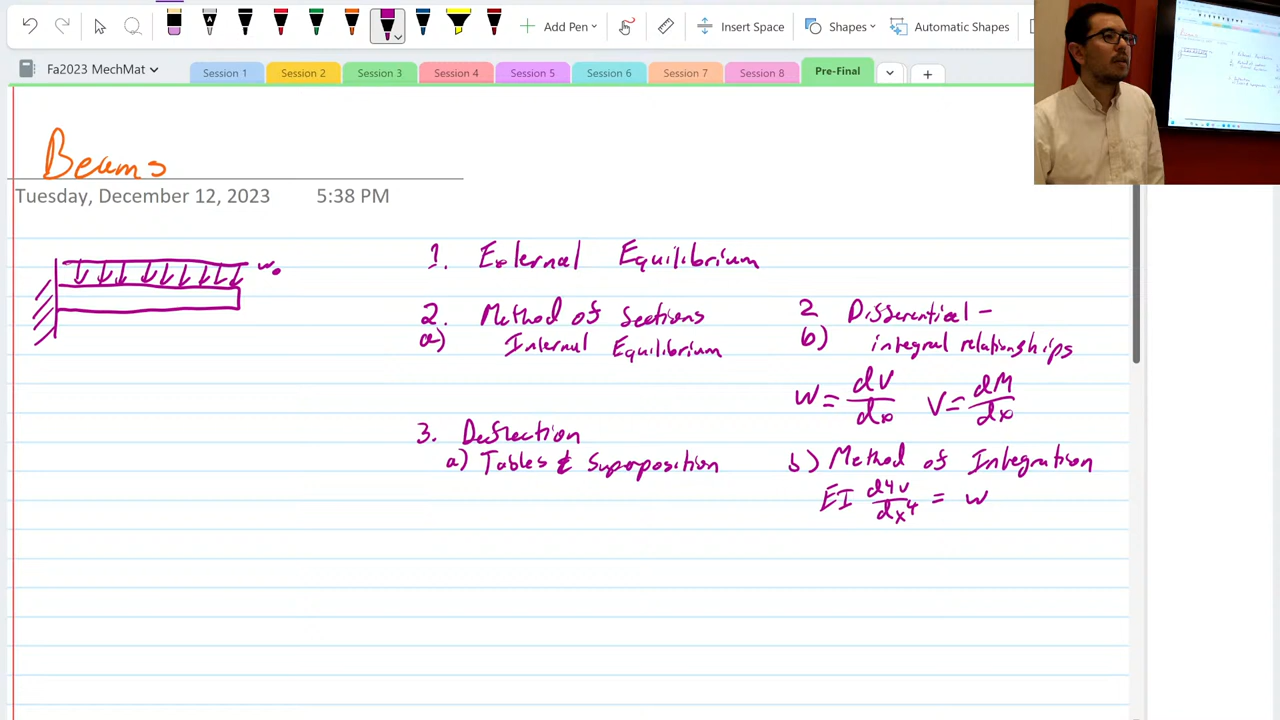 Add Pen
Insert Space
Shapes
Automatic Shapes
Fa2023 MechMat
Session 1
Session 2
Session 3
Session 4
Session 5
Session 6
Session 7
Session 8
Pre-Final
Beams
Tuesday, December 12, 2023 5:38 PM
w₀
1. External Equilibrium
2. Method of Sections
a) Internal Equilibrium
2 Differential -
b) integral relationships
w = dV/dx V = dM/dx
3. Deflection
a) Tables & Superposition
b) Method of Integration
EI d4v/dx⁴ = w